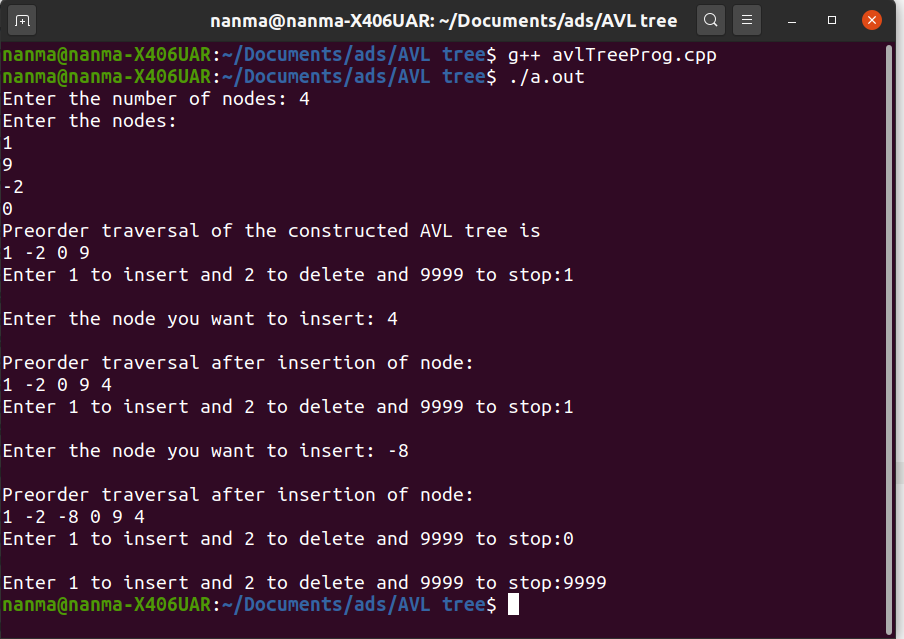 nanma@nanma-X406UAR: ~/Documents/ads/AVL tree
nanma@nanma-X406UAR:~/Documents/ads/AVL tree$ g++ avlTreeProg.cpp
nanma@nanma-X406UAR:~/Documents/ads/AVL tree$ ./a.out
Enter the number of nodes: 4
Enter the nodes:
1
9
-2
0
Preorder traversal of the constructed AVL tree is
1 -2 0 9
Enter 1 to insert and 2 to delete and 9999 to stop:1
Enter the node you want to insert: 4
Preorder traversal after insertion of node:
1 -2 0 9 4
Enter 1 to insert and 2 to delete and 9999 to stop:1
Enter the node you want to insert: -8
Preorder traversal after insertion of node:
1 -2 -8 0 9 4
Enter 1 to insert and 2 to delete and 9999 to stop:0
Enter 1 to insert and 2 to delete and 9999 to stop:9999
nanma@nanma-X406UAR:~/Documents/ads/AVL tree$